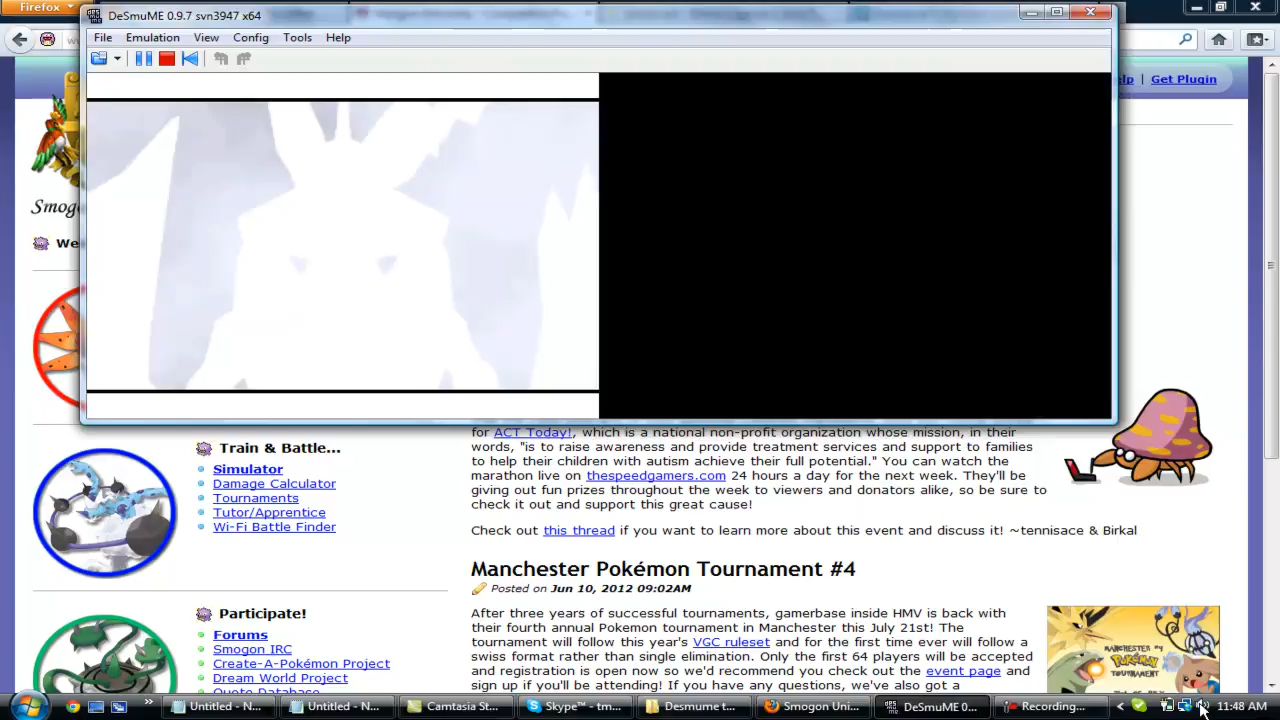 Firefox
DeSmuME 0.9.7 svn3947 x64
File Emulation View Config Tools Help
Get Plugin
Train & Battle...
Simulator
Damage Calculator
Tournaments
Tutor/Apprentice
Wi-Fi Battle Finder
Participate!
Forums
Smogon IRC
Create-A-Pokémon Project
Dream World Project
for ACT Today!, which is a national non-profit organization whose mission, in their
words, "is to raise awareness and provide treatment services and support to families
to help their children with autism achieve their full potential." You can watch the
marathon live on thespeedgamers.com 24 hours a day for the next week. They'll be
giving out fun prizes throughout the week to viewers and donators alike, so be sure to
check it out and support this great cause!
Check out this thread if you want to learn more about this event and discuss it! ~tennisace & Birkal
Manchester Pokémon Tournament #4
Posted on Jun 10, 2012 09:02AM
After three years of successful tournaments, gamerbase inside HMV is back with
their fourth annual Pokemon tournament in Manchester this July 21st! The
tournament will follow this year's VGC ruleset and for the first time ever will follow a
swiss format rather than single elimination. Only the first 64 players will be accepted
and registration is open now so we'd recommend you check out the event page and
sign up if you'll be attending! If you have any questions, we've also got a
MANCHESTER #4
POKÉMON
TOURNAMENT
Untitled - N... Untitled - N... Camtasia St... Skype™ - tm... Desmume t... Smogon Uni... DeSmuME 0... Recording... 11:48 AM